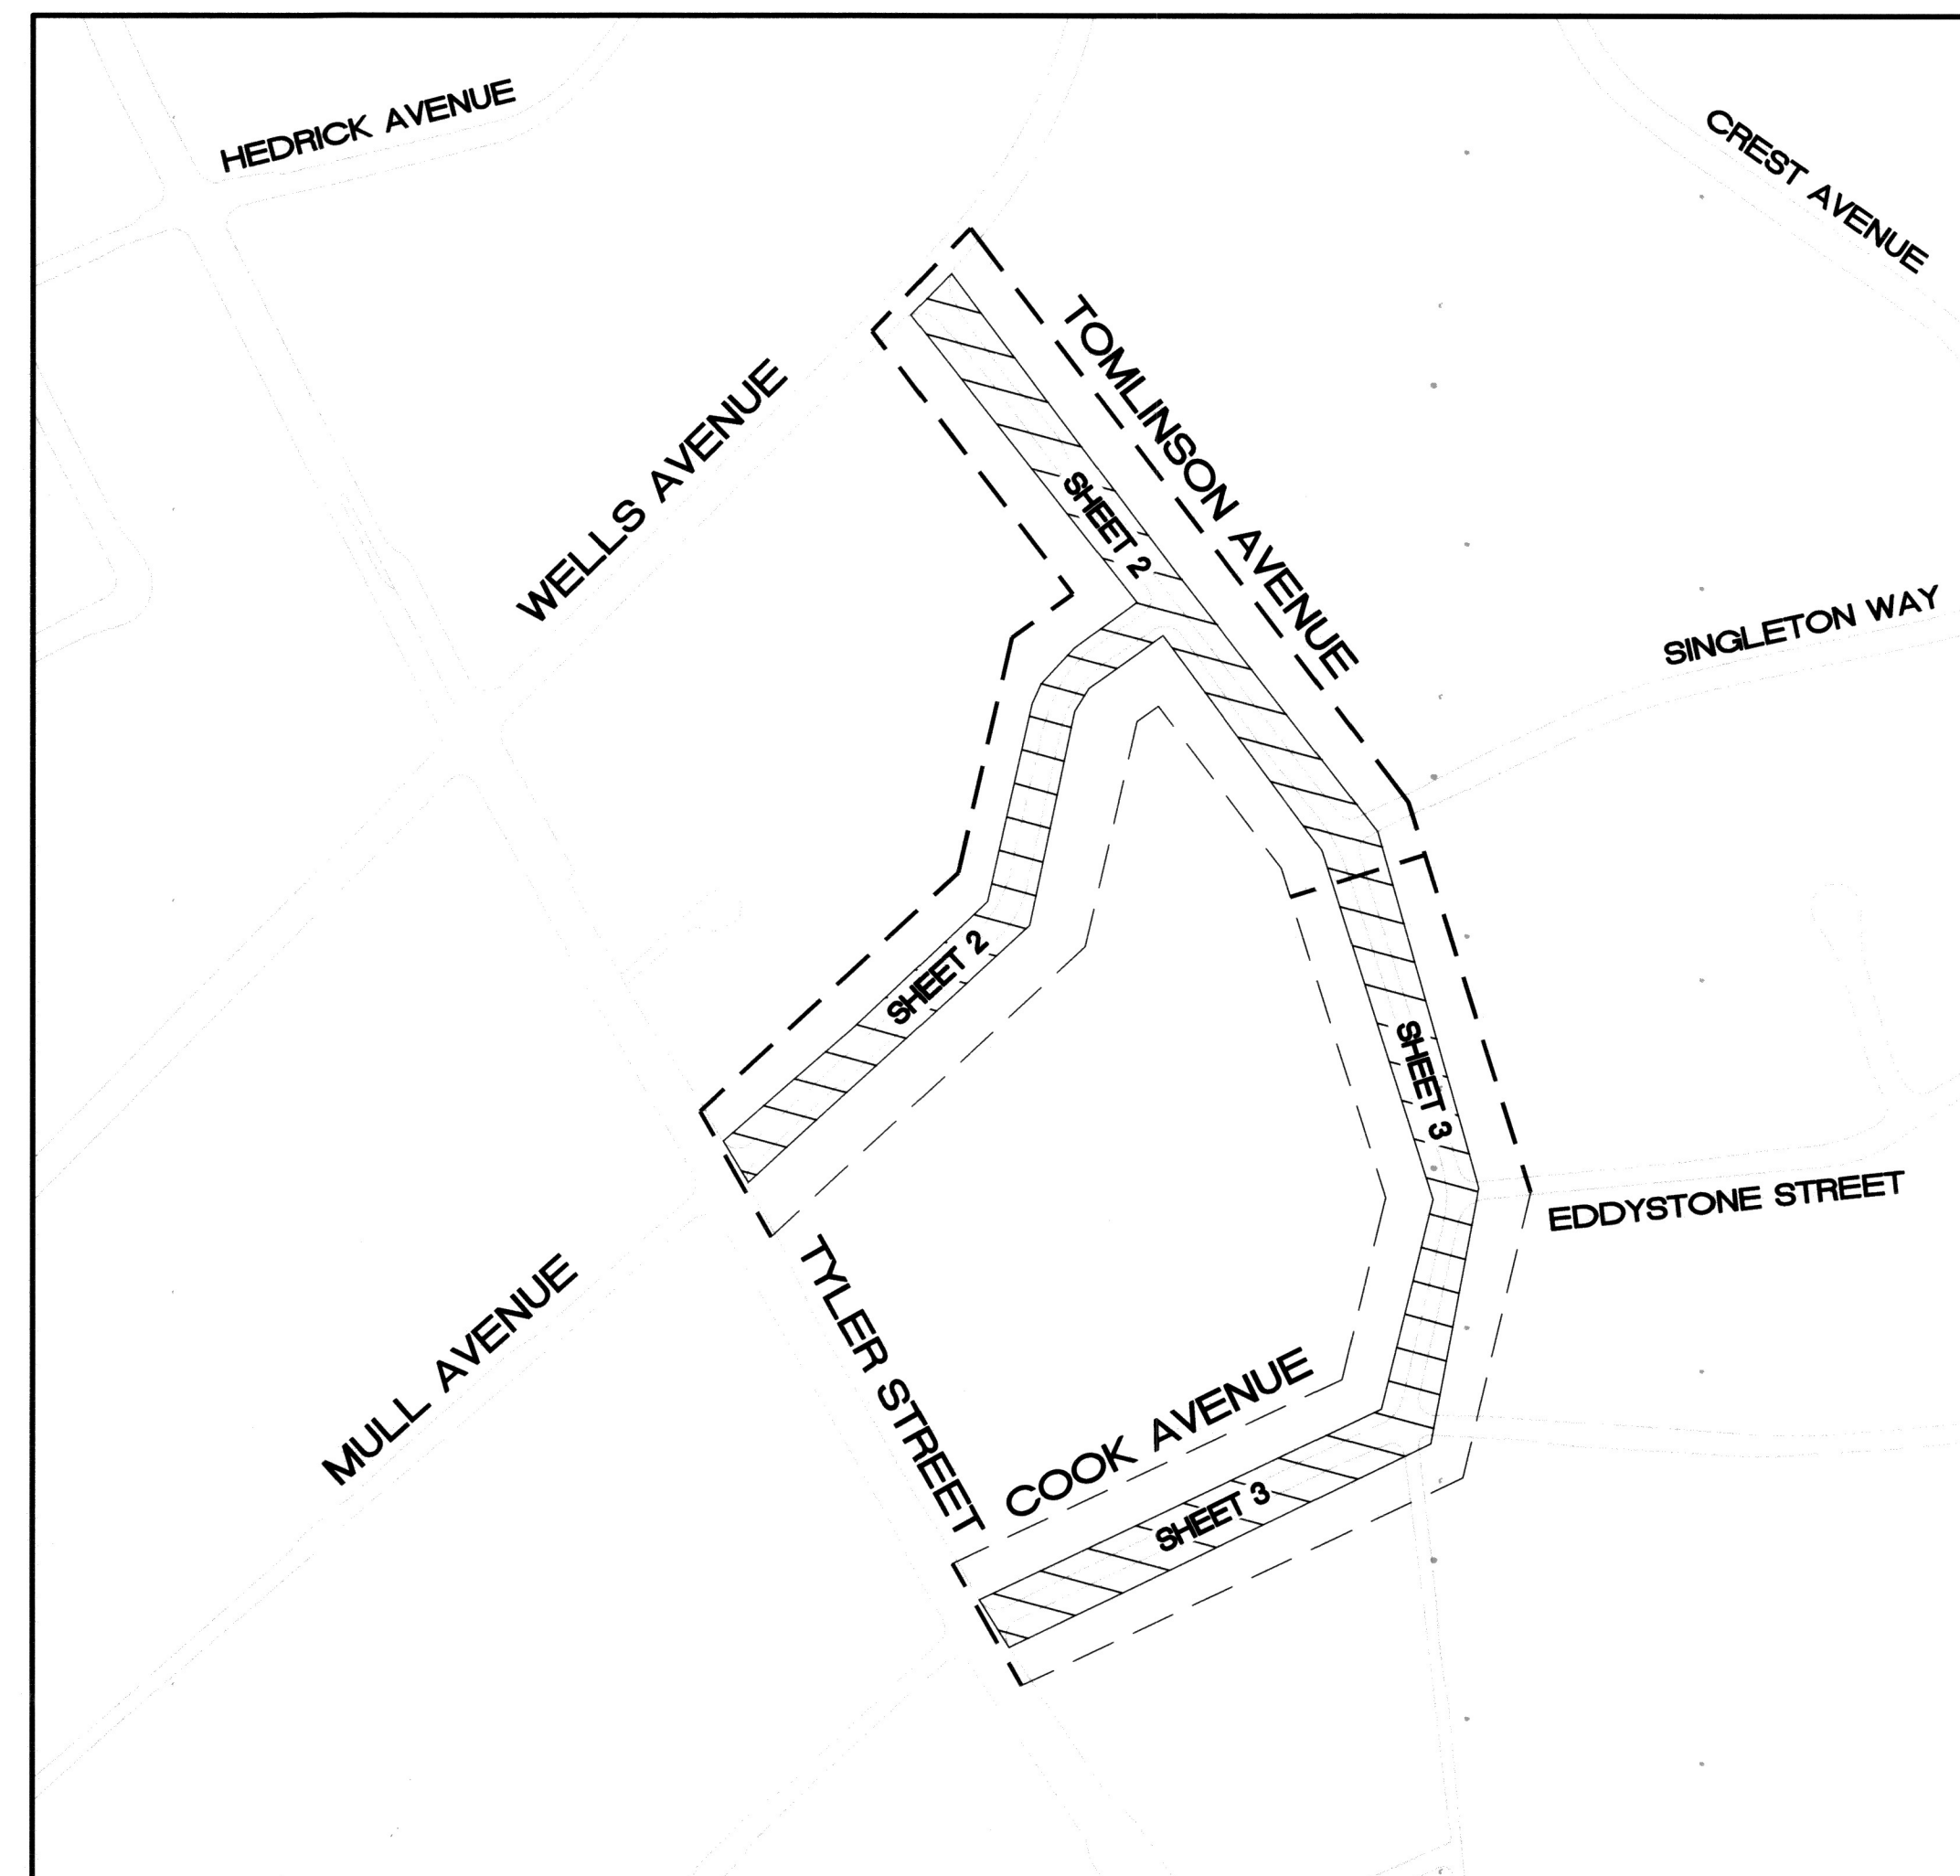 HEDRICK AVENUE
CREST AVENUE
WELLS AVENUE
TOMLINSON AVENUE
SHEET 2
SINGLETON WAY
SHEET 2
SHEET 3
EDDYSTONE STREET
MULL AVENUE
TYLER STREET
COOK AVENUE
SHEET 3